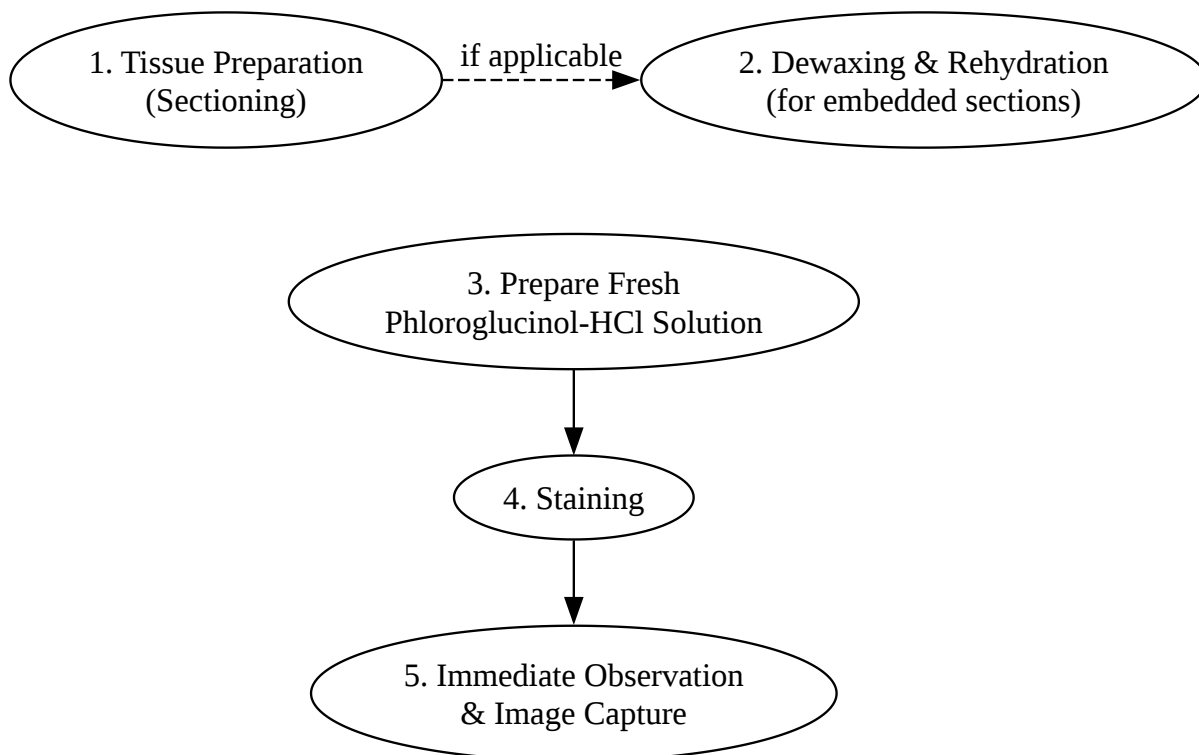 1. Tissue Preparation
(Sectioning)
if applicable
2. Dewaxing & Rehydration
(for embedded sections)
3. Prepare Fresh
Phloroglucinol-HCl Solution
4. Staining
5. Immediate Observation
& Image Capture